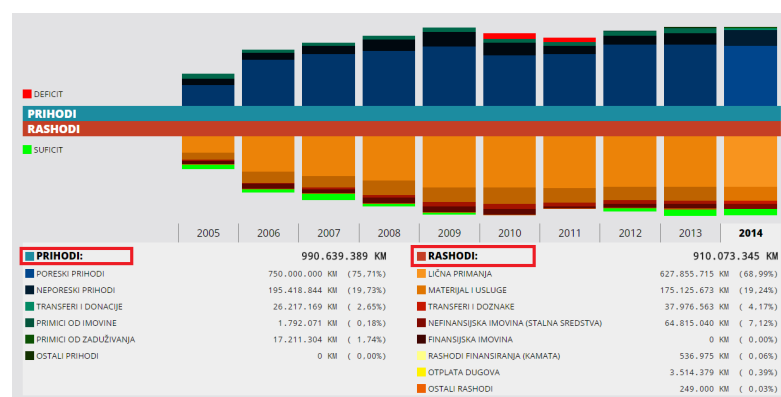 DEFICIT
PRIHODI
RASHODI
SUFICIT
2005 2006 2007 2008 2009 2010 2011 2012 2013 2014
PRIHODI: 990.639.389 KM
PORESKI PRIHODI 750.000.000 KM (75,71%)
NEPORESKI PRIHODI 195.418.844 KM (19,73%)
TRANSFERI I DONACIJE 26.217.169 KM ( 2,65%)
PRIMICI OD IMOVINE 1.792.071 KM ( 0,18%)
PRIMICI OD ZADUŽIVANJA 17.211.304 KM ( 1,74%)
OSTALI PRIHODI 0 KM ( 0,00%)
RASHODI: 910.073.345 KM
LIČNA PRIMANJA 627.855.715 KM (68,99%)
MATERIJAL I USLUGE 175.125.673 KM (19,24%)
TRANSFERI I DOZNAKE 37.976.563 KM ( 4,17%)
NEFINANSIJSKA IMOVINA (STALNA SREDSTVA) 64.815.040 KM ( 7,12%)
FINANSIJSKA IMOVINA 0 KM ( 0,00%)
RASHODI FINANSIRANJA (KAMATA) 536.975 KM ( 0,06%)
OTPLATA DUGOVA 3.514.379 KM ( 0,39%)
OSTALI RASHODI 249.000 KM ( 0,03%)